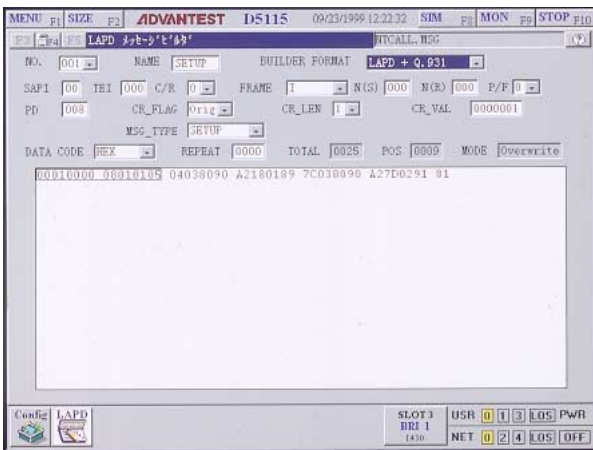 MENU F1 SIZE F2 ADVANTEST D5115 09/23/1999 12:22:32 SIM F8 MON F9 STOP F10
F3 F4 F5 LAPD メッセージビルダ NTCALL.MSG (?)
NO. 001 NAME SETUP BUILDER FORMAT LAPD + Q.931
SAPI 00 TEI 000 C/R 0 FRAME I N(S) 000 N(R) 000 P/F 0
PD 008 CR_FLAG Orig CR_LEN 1 CR_VAL 0000001
MSG_TYPE SETUP
DATA CODE HEX REPEAT 0000 TOTAL 0025 POS 0009 MODE Overwrite
00010000 08010105 04038090 A2180189 7C038090 A27D0291 81
Config LAPD SLOT3 USR 0 1 3 LOS PWR
BRI 1
I430 NET 0 2 4 LOS OFF